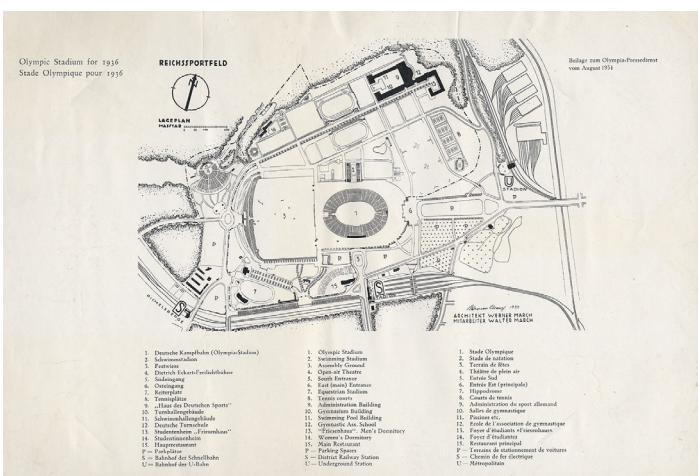 Olympic Stadium for 1936
Stade Olympique pour 1936
REICHSSPORTFELD
LAGEPLAN
Beilage zum Olympia-Pressedienst
vom August 1934
STADION
ARCHITEKT WERNER MARCH
MITARBEITER WALTER MARCH
1. Deutsche Kampfbahn (Olympia-Stadion)
2. Schwimmstadion
3. Festwiese
4. Dietrich Eckart-Freilichtbühne
5. Südeingang
6. Osteingang
7. Reiterplatz
8. Tennisplätze
9. „Haus des Deutschen Sports"
10. Turnhallengebäude
11. Schwimmhallengebäude
12. Deutsche Turnschule
13. Studentenheim „Friesenhaus"
14. Studentinnenheim
15. Hauptrestaurant
P = Parkplätze
S = Bahnhof der Schnellbahn
U = Bahnhof der U-Bahn
1. Olympic Stadium
2. Swimming Stadium
3. Assembly Ground
4. Open-air Theatre
5. South Entrance
6. East (main) Entrance
7. Equestrian Stadium
8. Tennis courts
9. Administration Building
10. Gymnasium Building
11. Swimming Pool Building
12. Gymnastic Ass. School
13. "Friesenhaus". Men's Dormitory
14. Women's Dormitory
15. Main Restaurant
P = Parking Spaces
S = District Railway Station
U = Underground Station
1. Stade Olympique
2. Stade de natation
3. Terrain de fêtes
4. Théâtre de plein air
5. Entrée Sud
6. Entrée Est (principale)
7. Hippodrome
8. Courts de tennis
9. Administration du sport allemand
10. Salles de gymnastique
11. Piscines etc.
12. Ecole de l'association de gymnastique
13. Foyer d'étudiants «Friesenhaus»
14. Foyer d'étudiantes
15. Restaurant principal
P = Terrains de stationnement de voitures
S = Chemin de fer électrique
U = Métropolitain